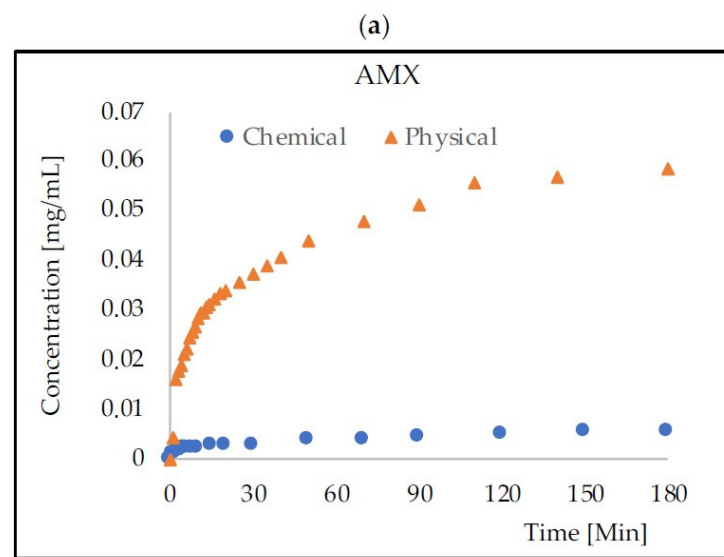 (a)
AMX
0.07
Chemical Physical
0.06
0.05
0.04
0.03
0.02
0.01
0
Concentration [mg/mL]
0 30 60 90 120 150 180
Time [Min]